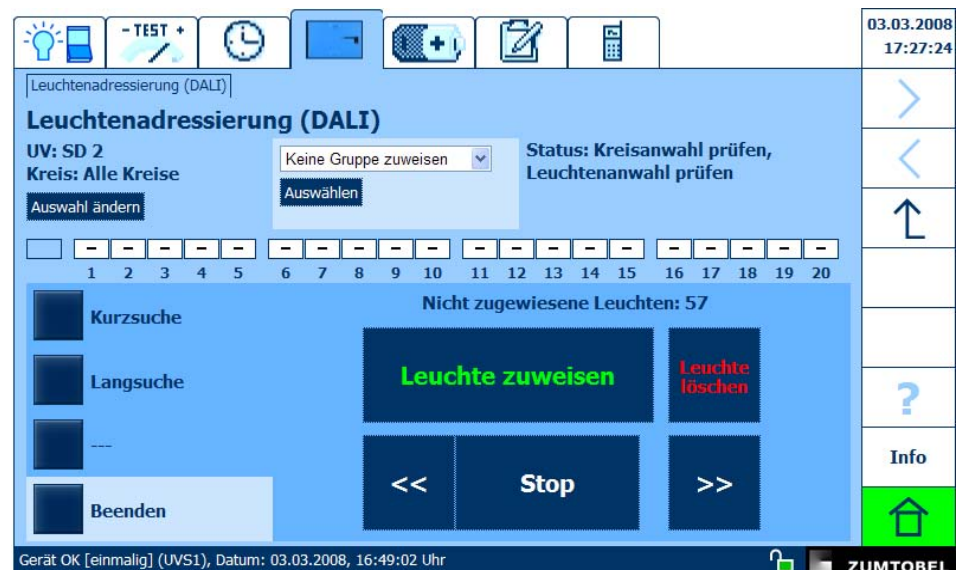 - TEST +
03.03.2008
17:27:24
Leuchtenadressierung (DALI)
Leuchtenadressierung (DALI)
UV: SD 2
Kreis: Alle Kreise
Auswahl ändern
Keine Gruppe zuweisen
Auswählen
Status: Kreisanwahl prüfen,
Leuchtenanwahl prüfen
- - - - - - - - - - - - - - - - - - - -
1 2 3 4 5 6 7 8 9 10 11 12 13 14 15 16 17 18 19 20
Nicht zugewiesene Leuchten: 57
Kurzsuche
Langsuche
---
Beenden
Leuchte zuweisen
Leuchte
löschen
<< Stop >>
?
Info
Gerät OK [einmalig] (UVS1), Datum: 03.03.2008, 16:49:02 Uhr
ZUMTOBEL